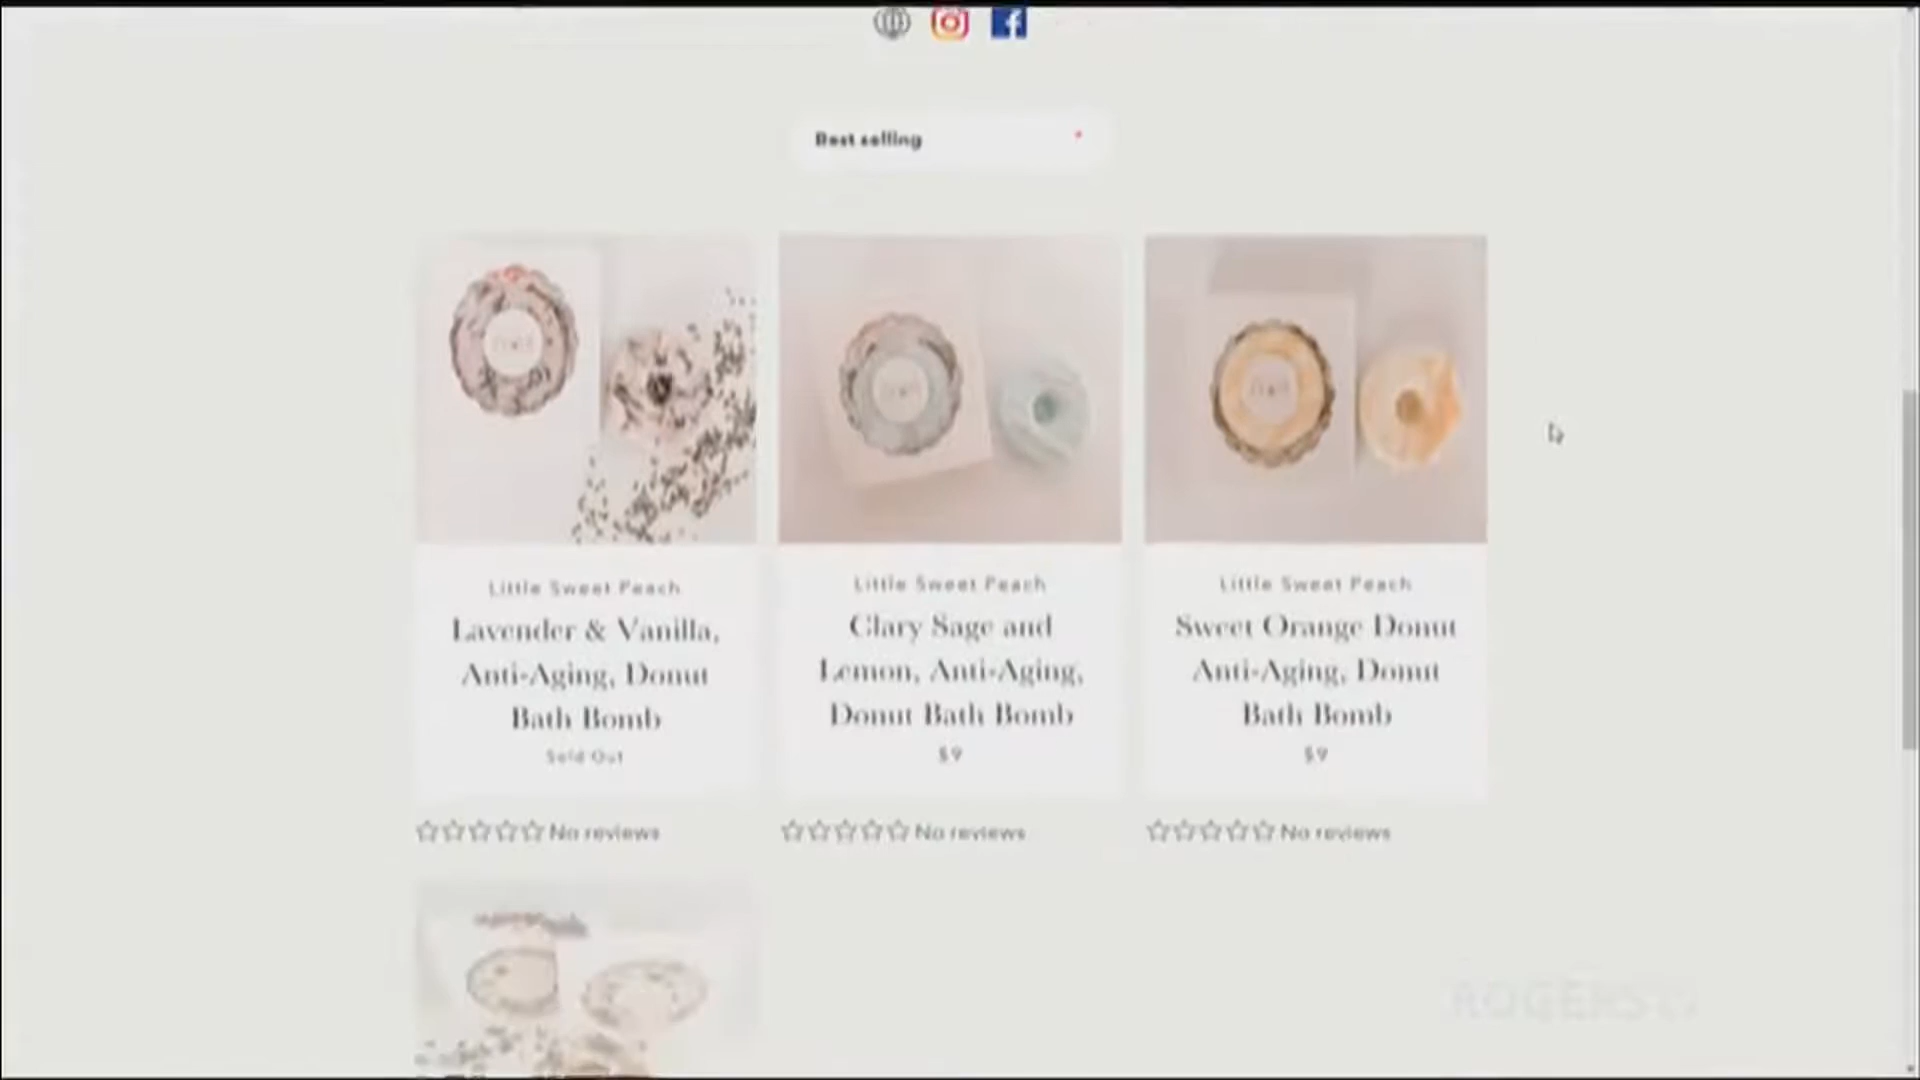 Best selling
Little Sweet Peach
Lavender & Vanilla,
Anti-Aging, Donut
Bath Bomb
Sold Out
No reviews
Little Sweet Peach
Clary Sage and
Lemon, Anti-Aging,
Donut Bath Bomb
$9
No reviews
Little Sweet Peach
Sweet Orange Donut
Anti-Aging, Donut
Bath Bomb
$9
No reviews
ROGERS tv